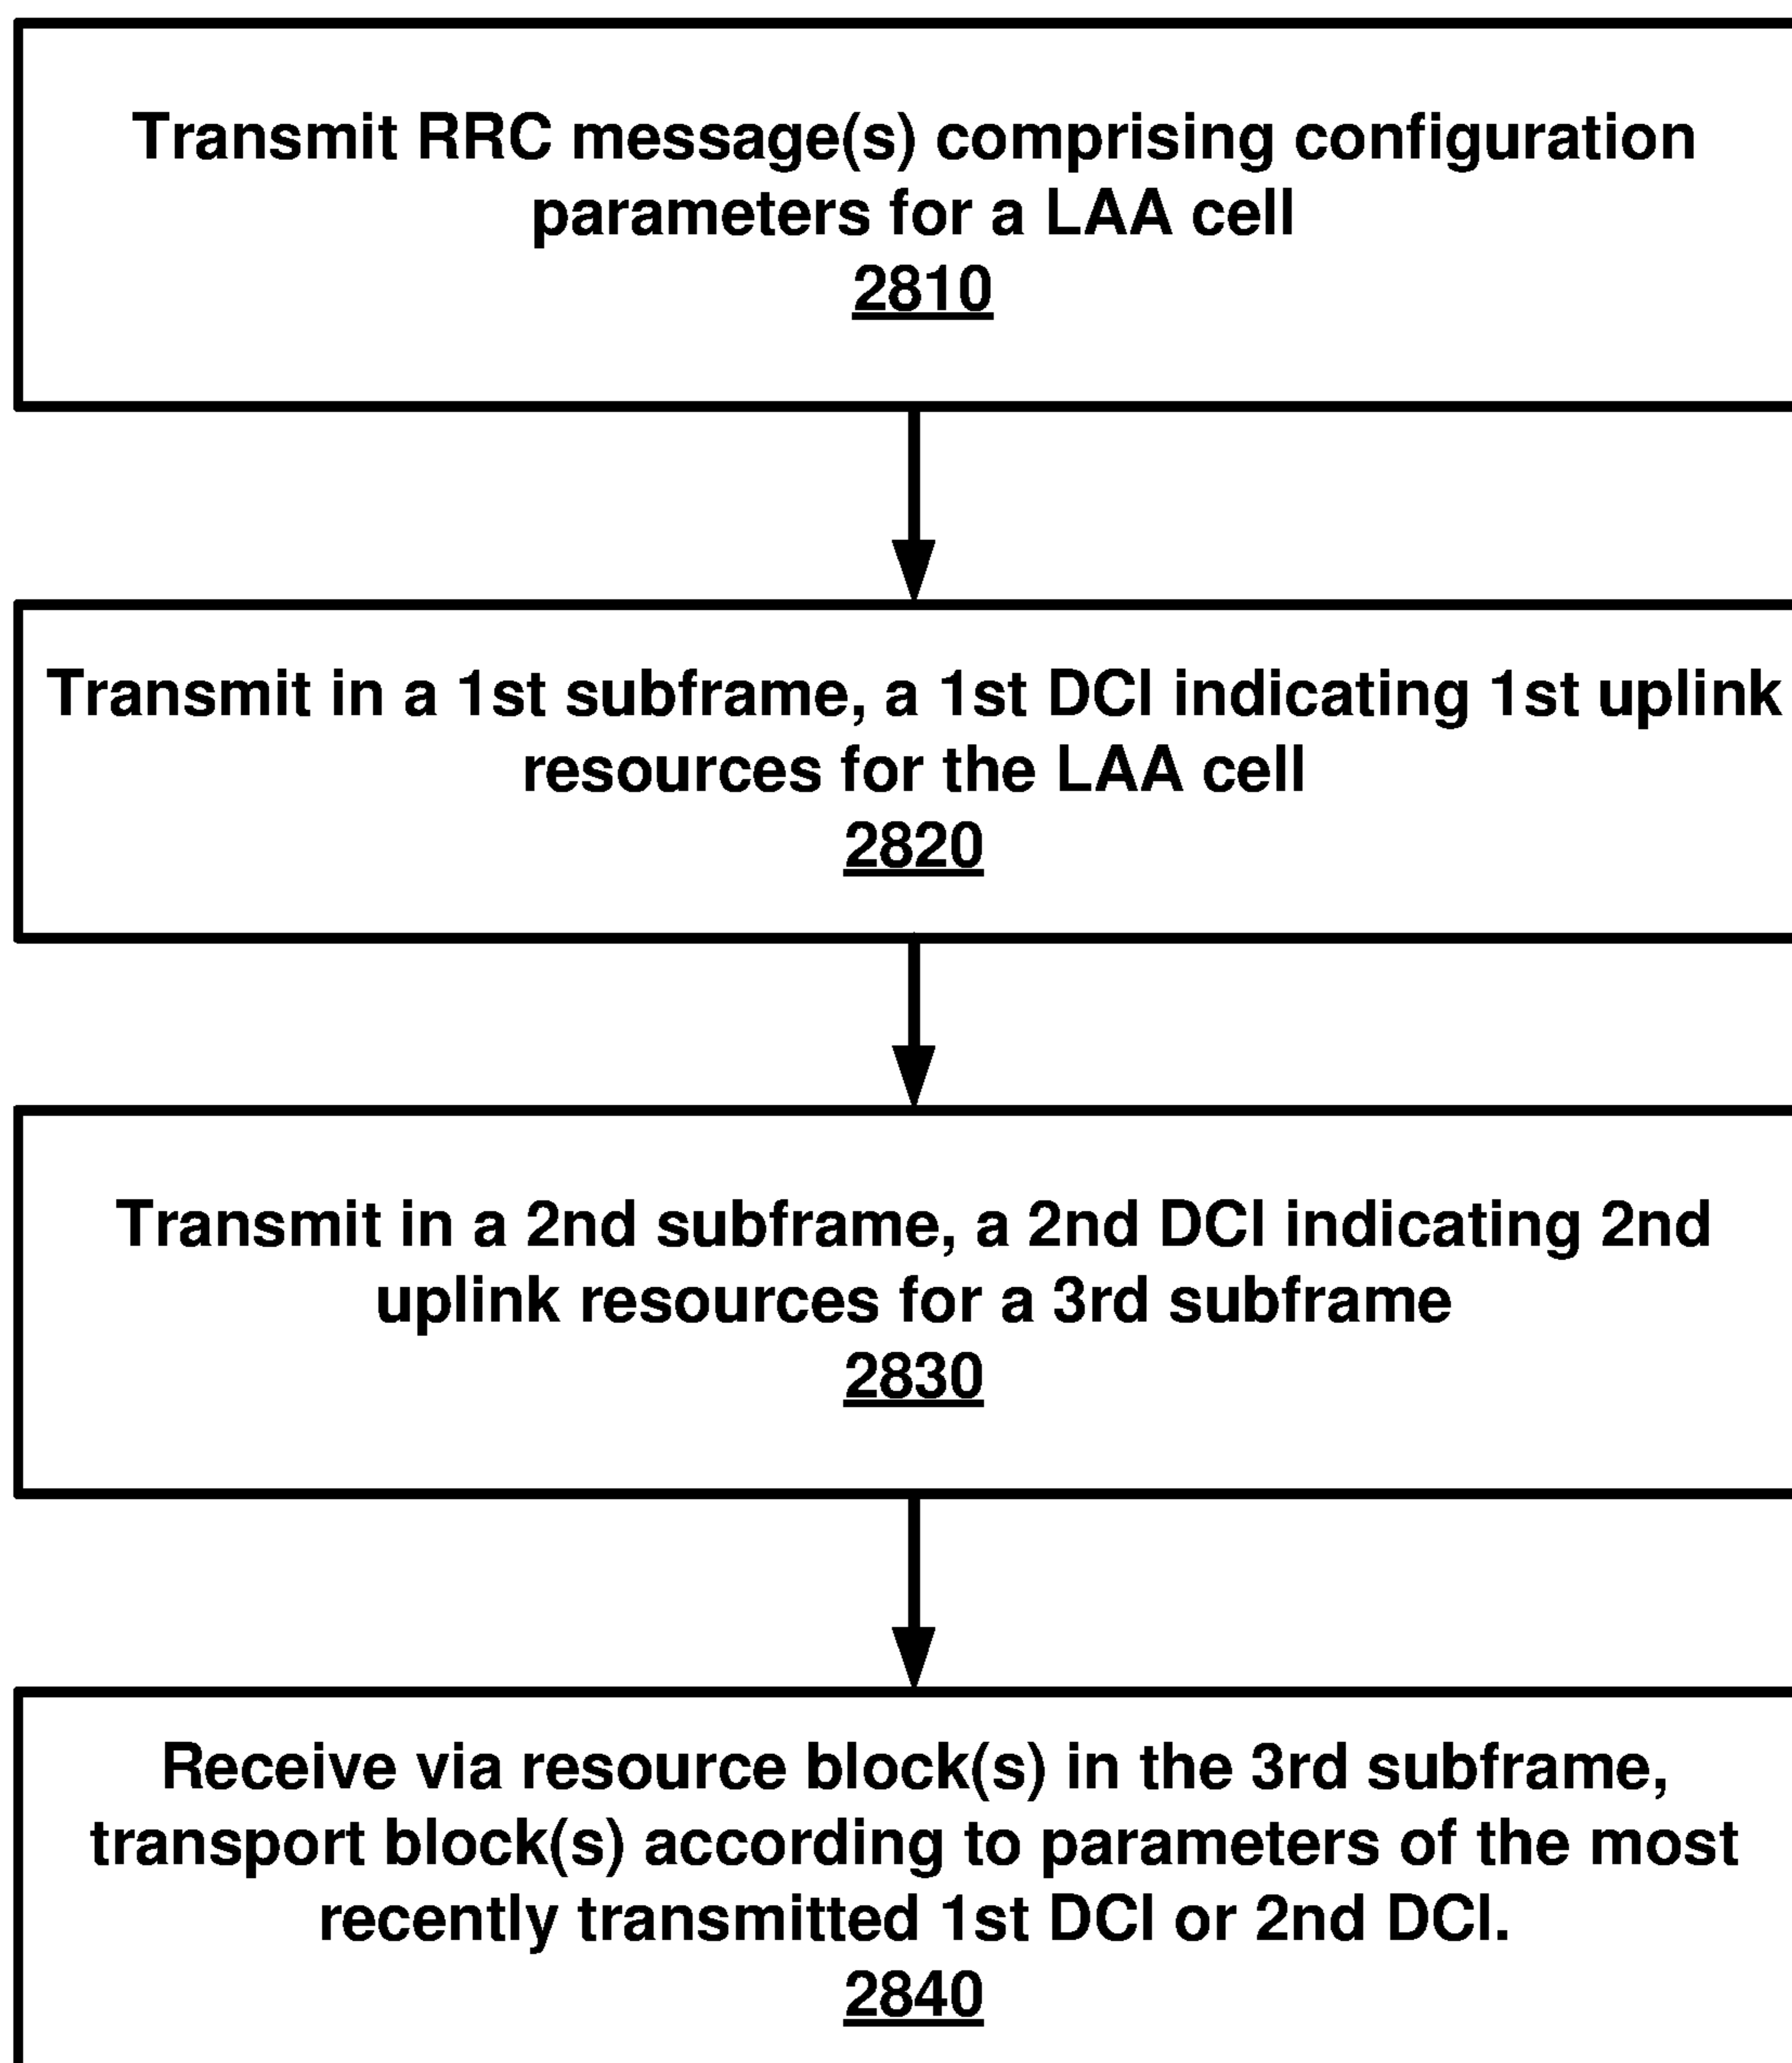 Transmit RRC message(s) comprising configuration
parameters for a LAA cell
2810
Transmit in a 1st subframe, a 1st DCI indicating 1st uplink
resources for the LAA cell
2820
Transmit in a 2nd subframe, a 2nd DCI indicating 2nd
uplink resources for a 3rd subframe
2830
Receive via resource block(s) in the 3rd subframe,
transport block(s) according to parameters of the most
recently transmitted 1st DCI or 2nd DCI.
2840